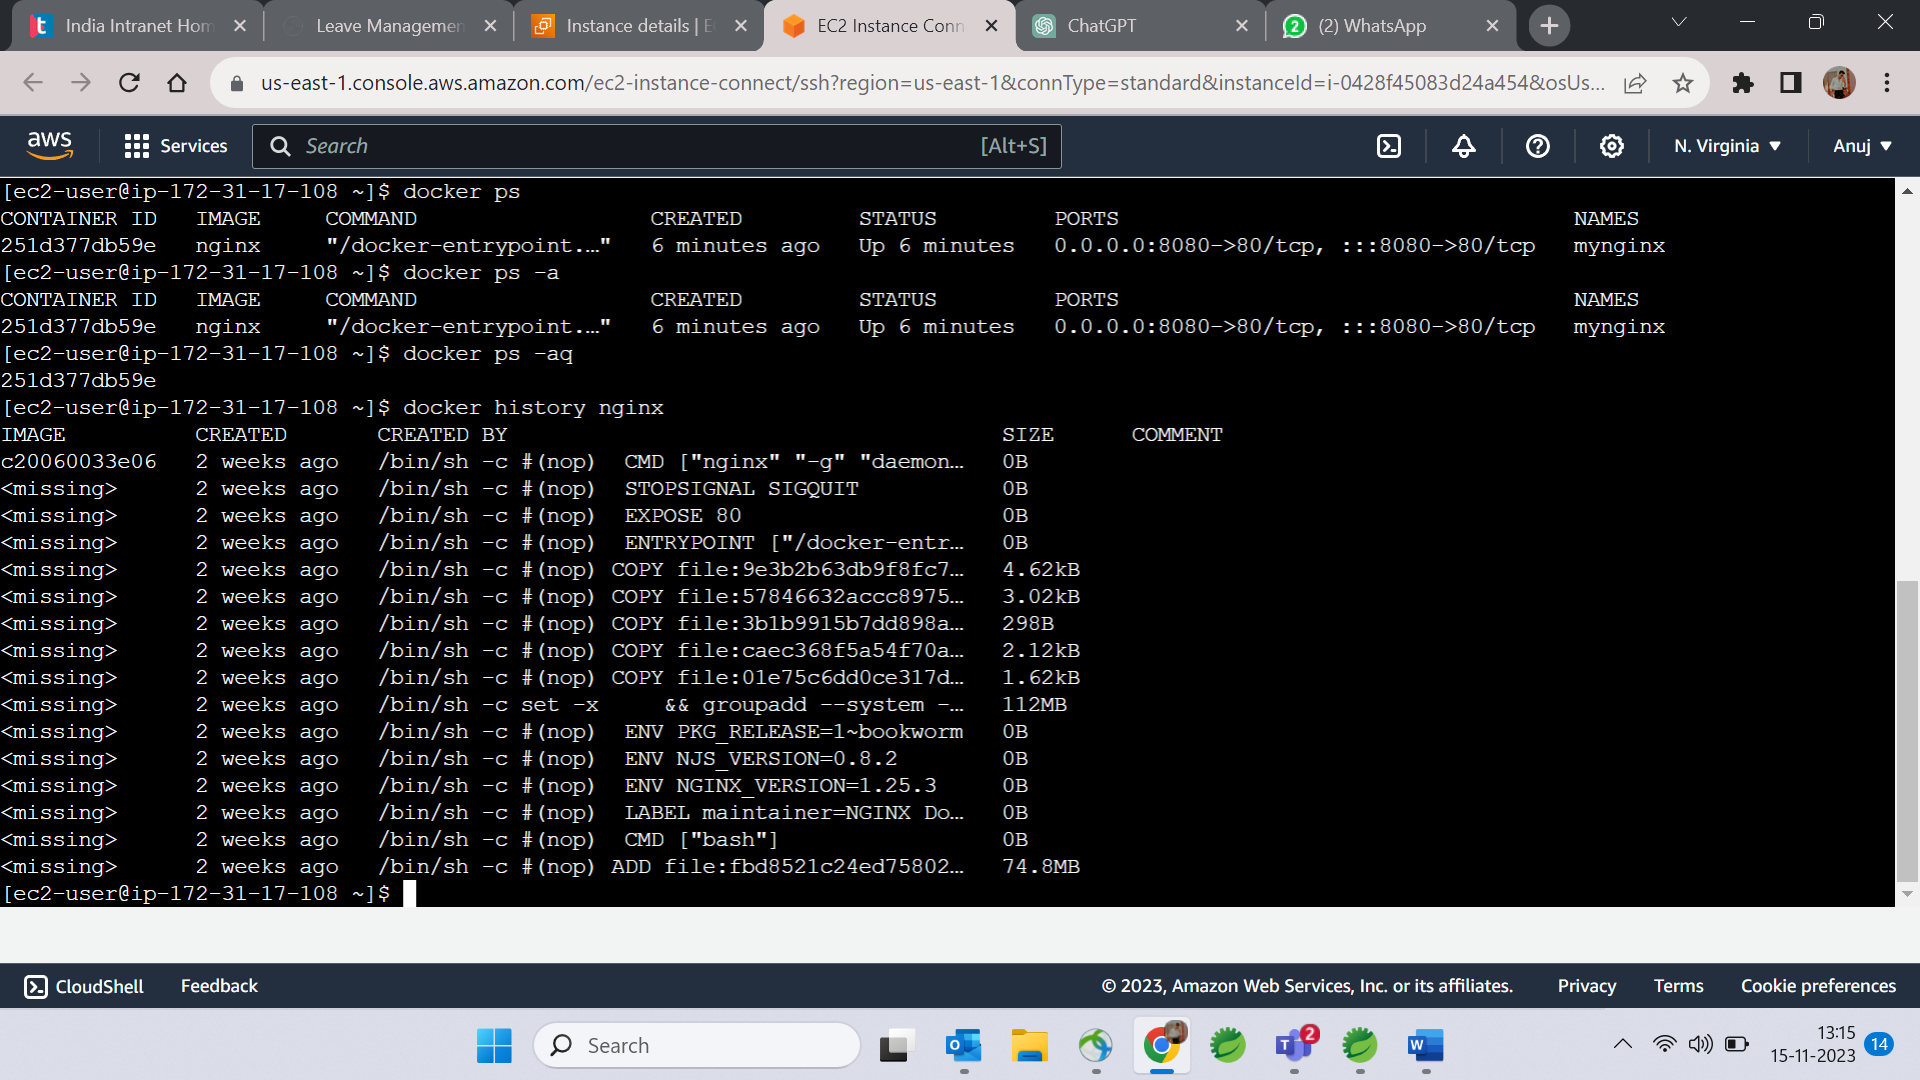 India Intranet Hom
Leave Managemen
Instance details | E
EC2 Instance Conn
ChatGPT
(2) WhatsApp
us-east-1.console.aws.amazon.com/ec2-instance-connect/ssh?region=us-east-1&connType=standard&instanceId=i-0428f45083d24a454&osUs...
aws Services Search [Alt+S] N. Virginia Anuj
[ec2-user@ip-172-31-17-108 ~]$ docker ps
CONTAINER ID IMAGE COMMAND CREATED STATUS PORTS NAMES
251d377db59e nginx "/docker-entrypoint.…" 6 minutes ago Up 6 minutes 0.0.0.0:8080->80/tcp, :::8080->80/tcp mynginx
[ec2-user@ip-172-31-17-108 ~]$ docker ps -a
CONTAINER ID IMAGE COMMAND CREATED STATUS PORTS NAMES
251d377db59e nginx "/docker-entrypoint.…" 6 minutes ago Up 6 minutes 0.0.0.0:8080->80/tcp, :::8080->80/tcp mynginx
[ec2-user@ip-172-31-17-108 ~]$ docker ps -aq
251d377db59e
[ec2-user@ip-172-31-17-108 ~]$ docker history nginx
IMAGE CREATED CREATED BY SIZE COMMENT
c20060033e06 2 weeks ago /bin/sh -c #(nop) CMD ["nginx" "-g" "daemon… 0B
<missing> 2 weeks ago /bin/sh -c #(nop) STOPSIGNAL SIGQUIT 0B
<missing> 2 weeks ago /bin/sh -c #(nop) EXPOSE 80 0B
<missing> 2 weeks ago /bin/sh -c #(nop) ENTRYPOINT ["/docker-entr… 0B
<missing> 2 weeks ago /bin/sh -c #(nop) COPY file:9e3b2b63db9f8fc7… 4.62kB
<missing> 2 weeks ago /bin/sh -c #(nop) COPY file:57846632accc8975… 3.02kB
<missing> 2 weeks ago /bin/sh -c #(nop) COPY file:3b1b9915b7dd898a… 298B
<missing> 2 weeks ago /bin/sh -c #(nop) COPY file:caec368f5a54f70a… 2.12kB
<missing> 2 weeks ago /bin/sh -c #(nop) COPY file:01e75c6dd0ce317d… 1.62kB
<missing> 2 weeks ago /bin/sh -c set -x && groupadd --system -… 112MB
<missing> 2 weeks ago /bin/sh -c #(nop) ENV PKG_RELEASE=1~bookworm 0B
<missing> 2 weeks ago /bin/sh -c #(nop) ENV NJS_VERSION=0.8.2 0B
<missing> 2 weeks ago /bin/sh -c #(nop) ENV NGINX_VERSION=1.25.3 0B
<missing> 2 weeks ago /bin/sh -c #(nop) LABEL maintainer=NGINX Do… 0B
<missing> 2 weeks ago /bin/sh -c #(nop) CMD ["bash"] 0B
<missing> 2 weeks ago /bin/sh -c #(nop) ADD file:fbd8521c24ed75802… 74.8MB
[ec2-user@ip-172-31-17-108 ~]$
CloudShell Feedback © 2023, Amazon Web Services, Inc. or its affiliates. Privacy Terms Cookie preferences
Search
2
13:15
15-11-2023
14